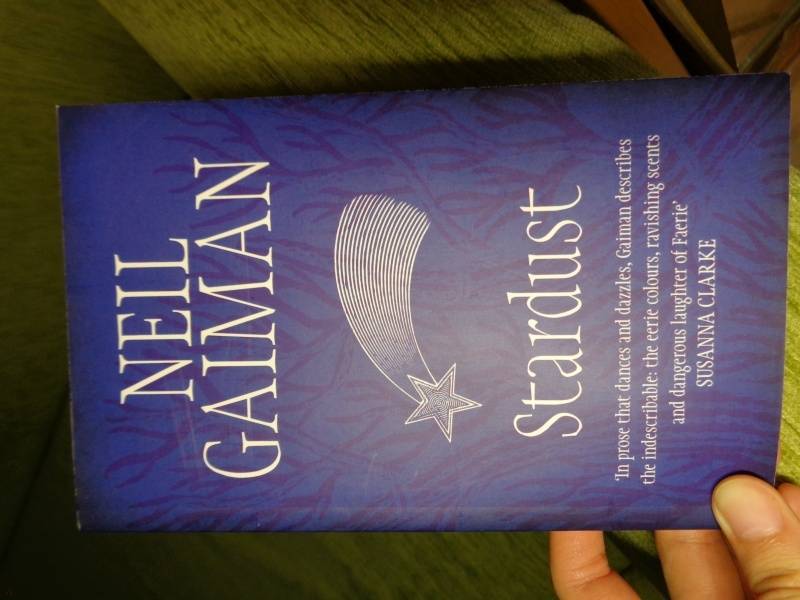 NEIL
GAIMAN
Stardust
'In prose that dances and dazzles, Gaiman describes
the indescribable: the eerie colours, ravishing scents
and dangerous laughter of Faerie'
SUSANNA CLARKE